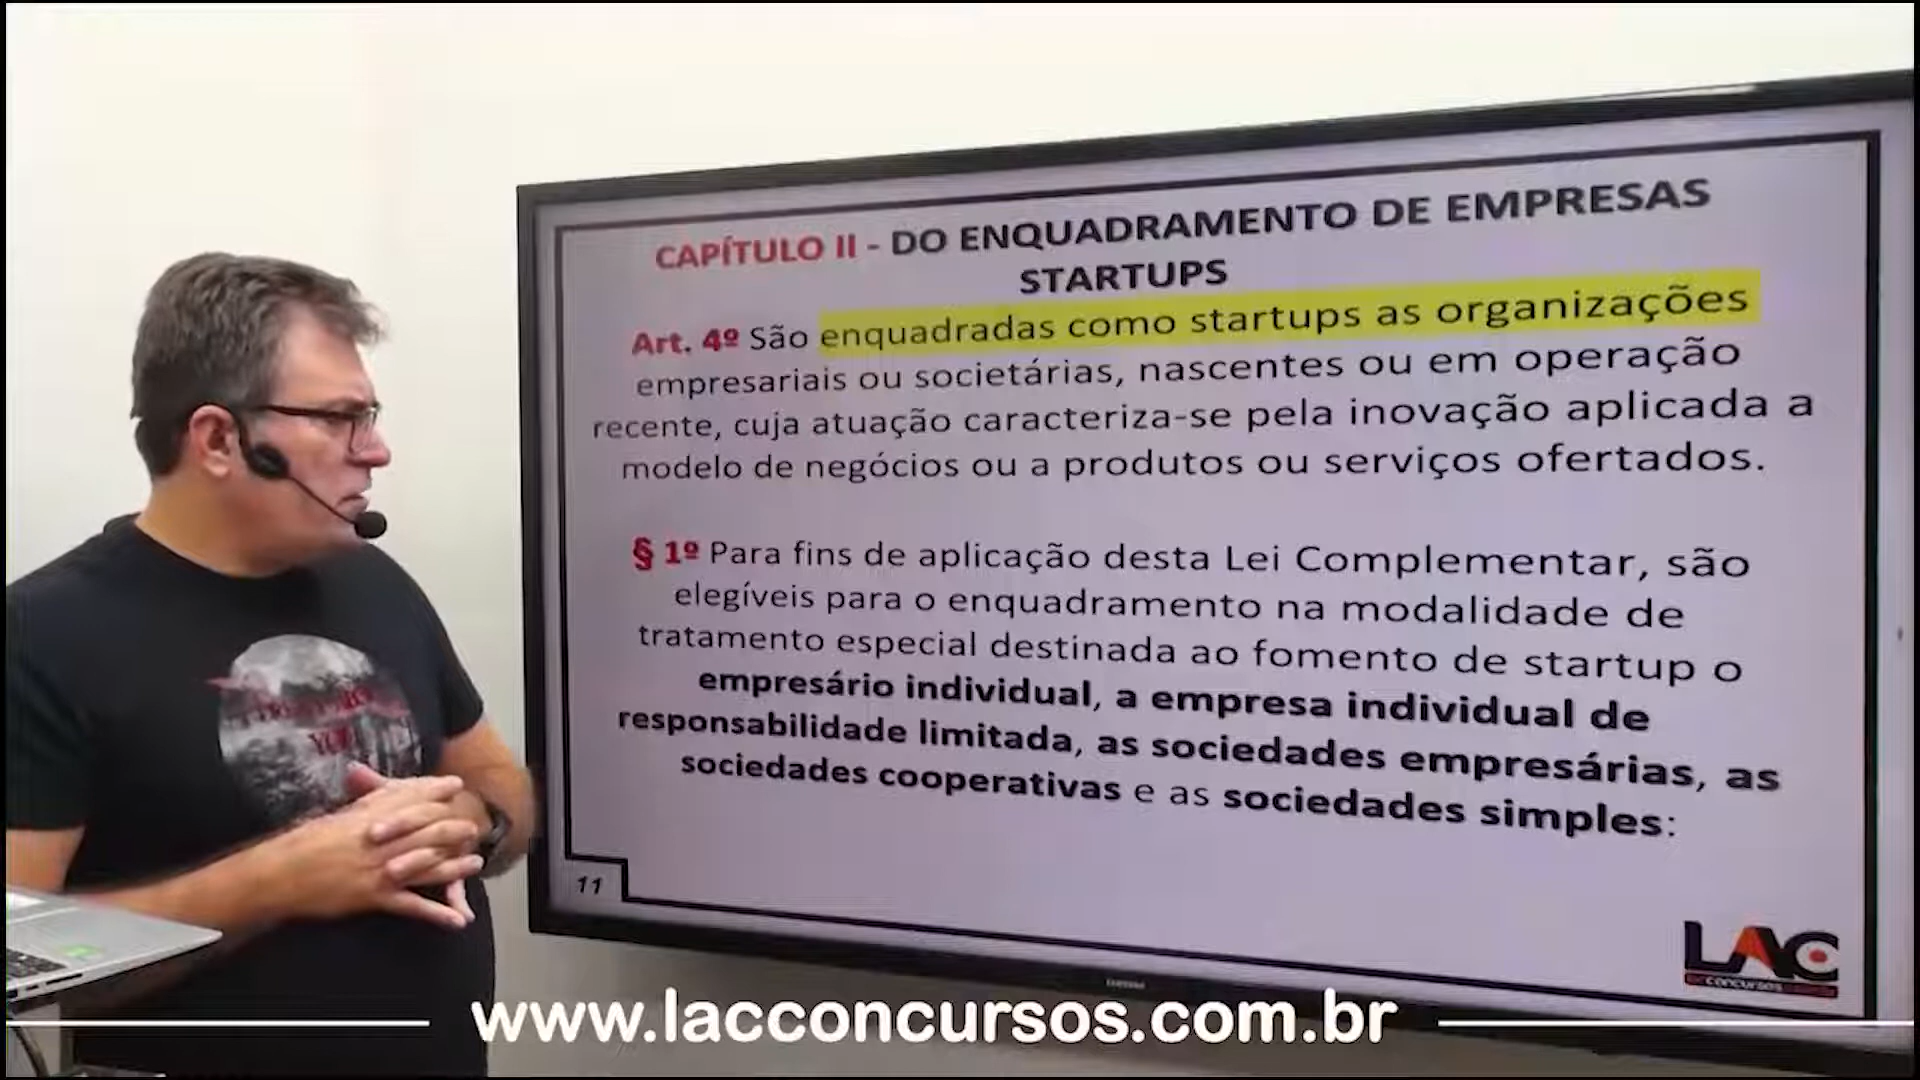 CAPÍTULO II - DO ENQUADRAMENTO DE EMPRESAS
STARTUPS
Art. 4º São enquadradas como startups as organizações
empresariais ou societárias, nascentes ou em operação
recente, cuja atuação caracteriza-se pela inovação aplicada a
modelo de negócios ou a produtos ou serviços ofertados.
§ 1º Para fins de aplicação desta Lei Complementar, são
elegíveis para o enquadramento na modalidade de
tratamento especial destinada ao fomento de startup o
empresário individual, a empresa individual de
responsabilidade limitada, as sociedades empresárias, as
sociedades cooperativas e as sociedades simples:
11
LAC
concursos
www.lacconcursos.com.br